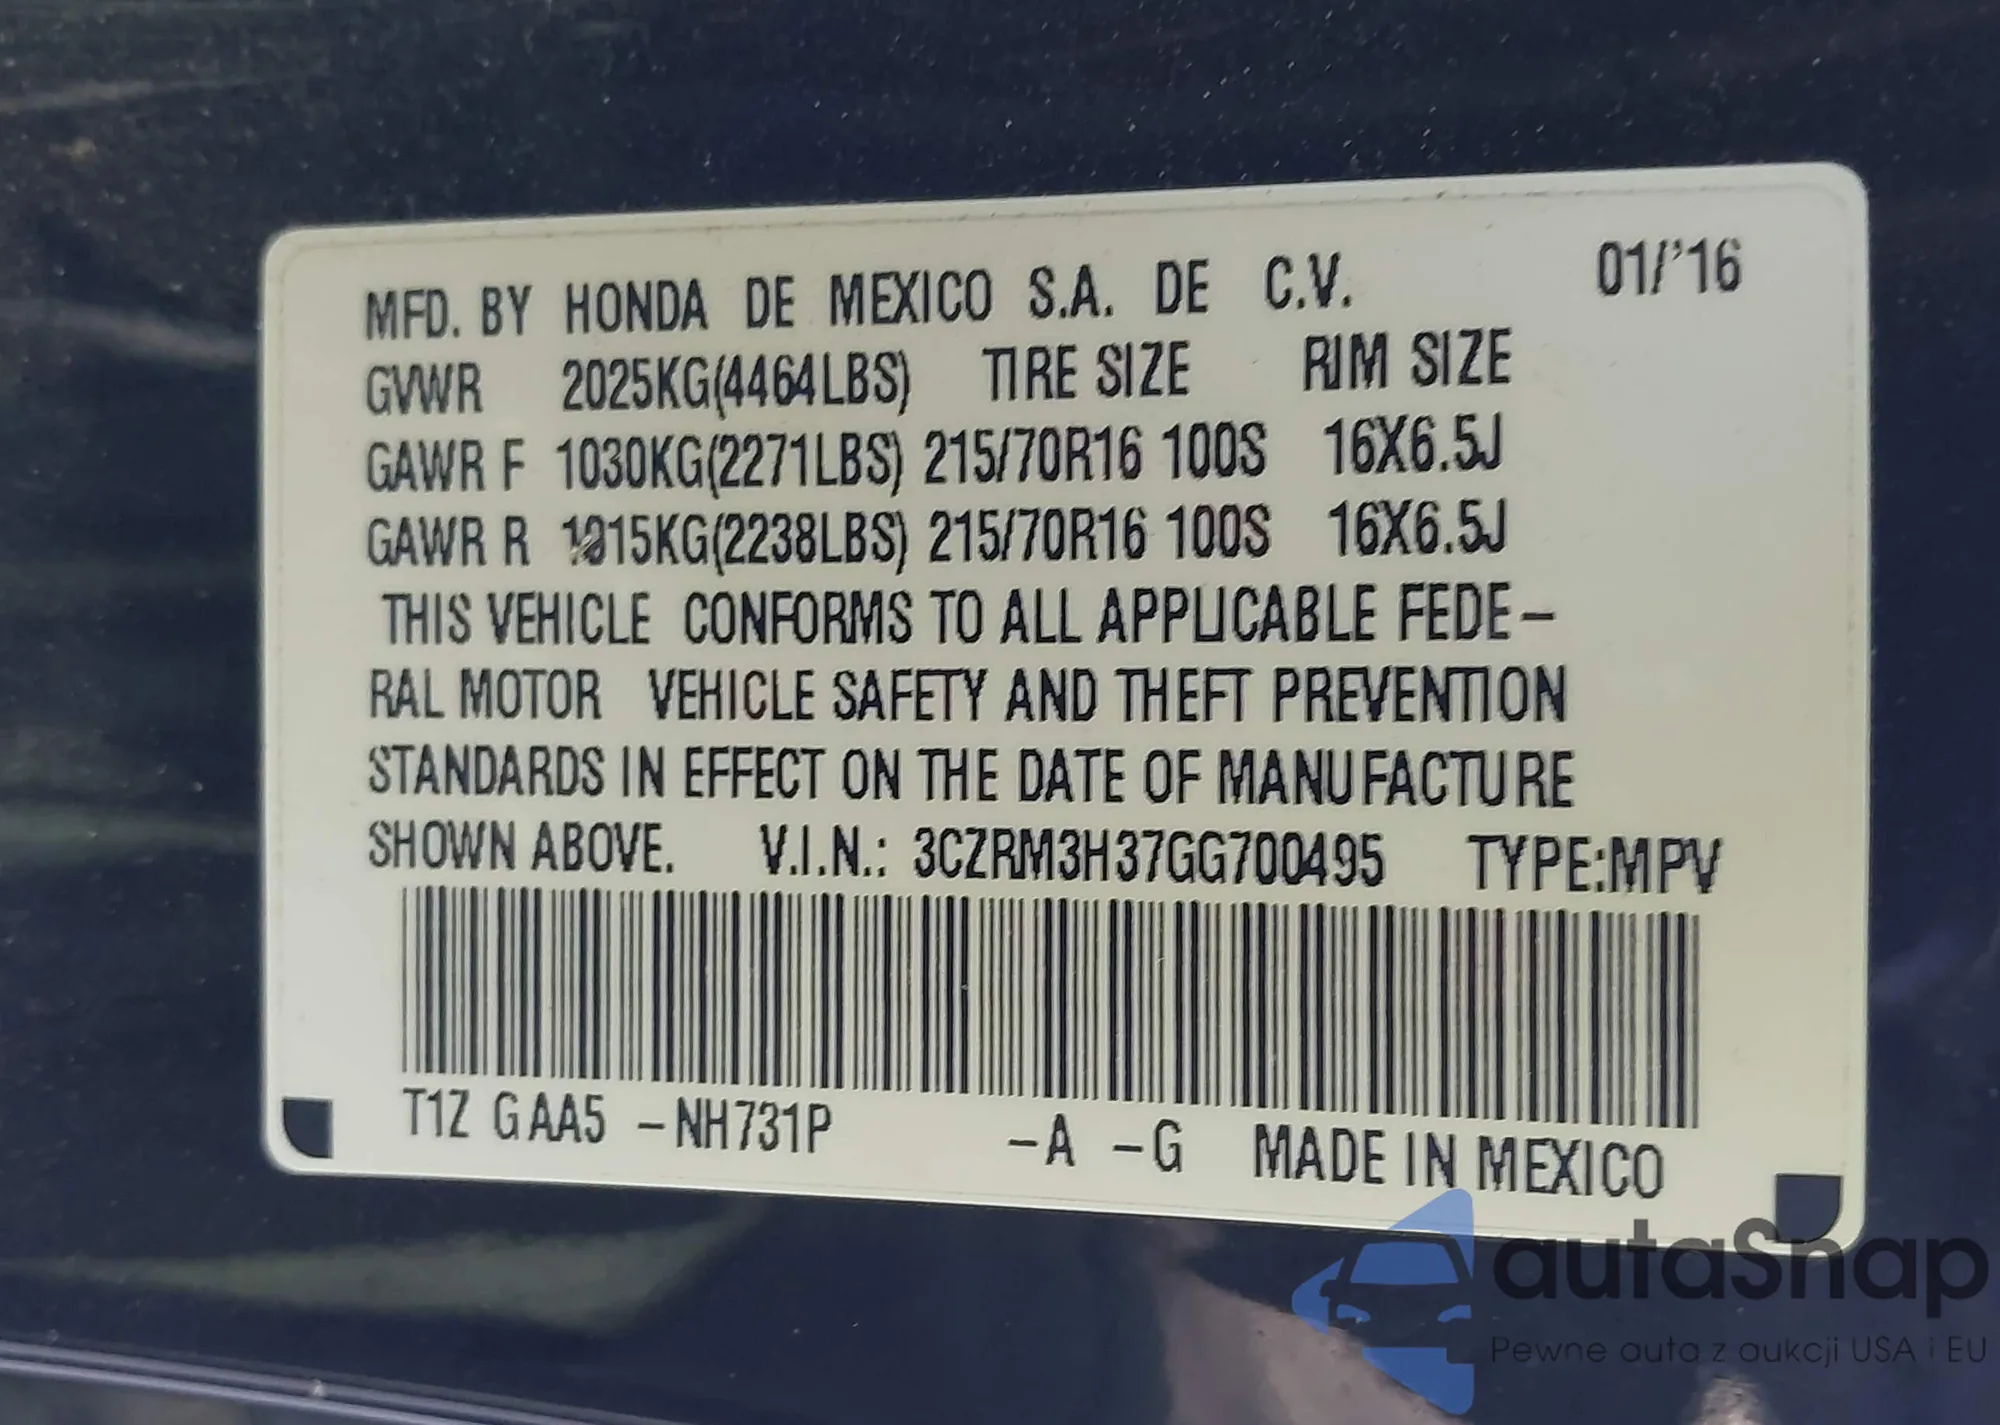 MFD. BY HONDA DE MEXICO S.A. DE C.V. 01/'16
GVWR 2025KG(4464LBS) TIRE SIZE RIM SIZE
GAWR F 1030KG(2271LBS) 215/70R16 100S 16X6.5J
GAWR R 1015KG(2238LBS) 215/70R16 100S 16X6.5J
THIS VEHICLE CONFORMS TO ALL APPLICABLE FEDE-
RAL MOTOR VEHICLE SAFETY AND THEFT PREVENTION
STANDARDS IN EFFECT ON THE DATE OF MANUFACTURE
SHOWN ABOVE. V.I.N.: 3CZRM3H37GG700495 TYPE:MPV
T1Z GAA5 -NH731P -A -G MADE IN MEXICO
autaSnap
Pewne auta z aukcji USA i EU